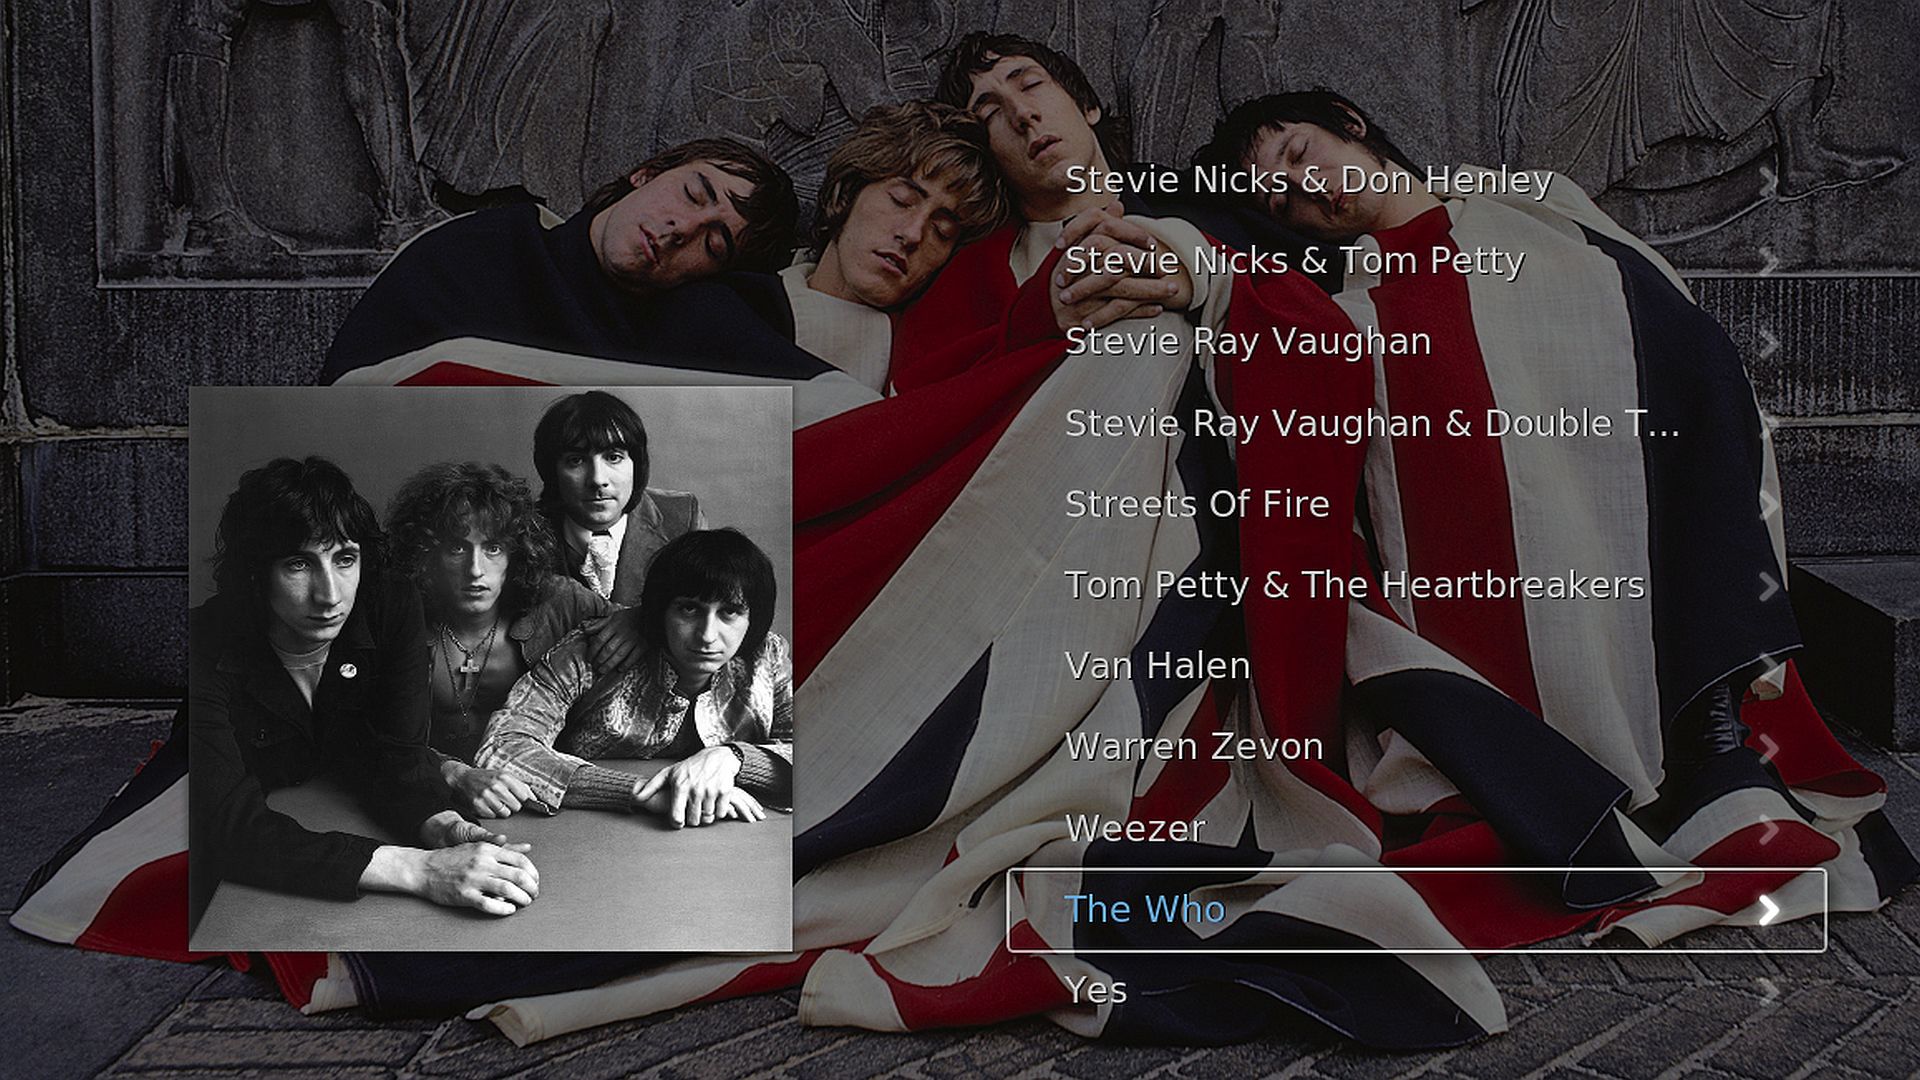 Stevie Nicks & Don Henley
Stevie Nicks & Tom Petty
Stevie Ray Vaughan
Stevie Ray Vaughan & Double T...
Streets Of Fire
Tom Petty & The Heartbreakers
Van Halen
Warren Zevon
Weezer
The Who
Yes